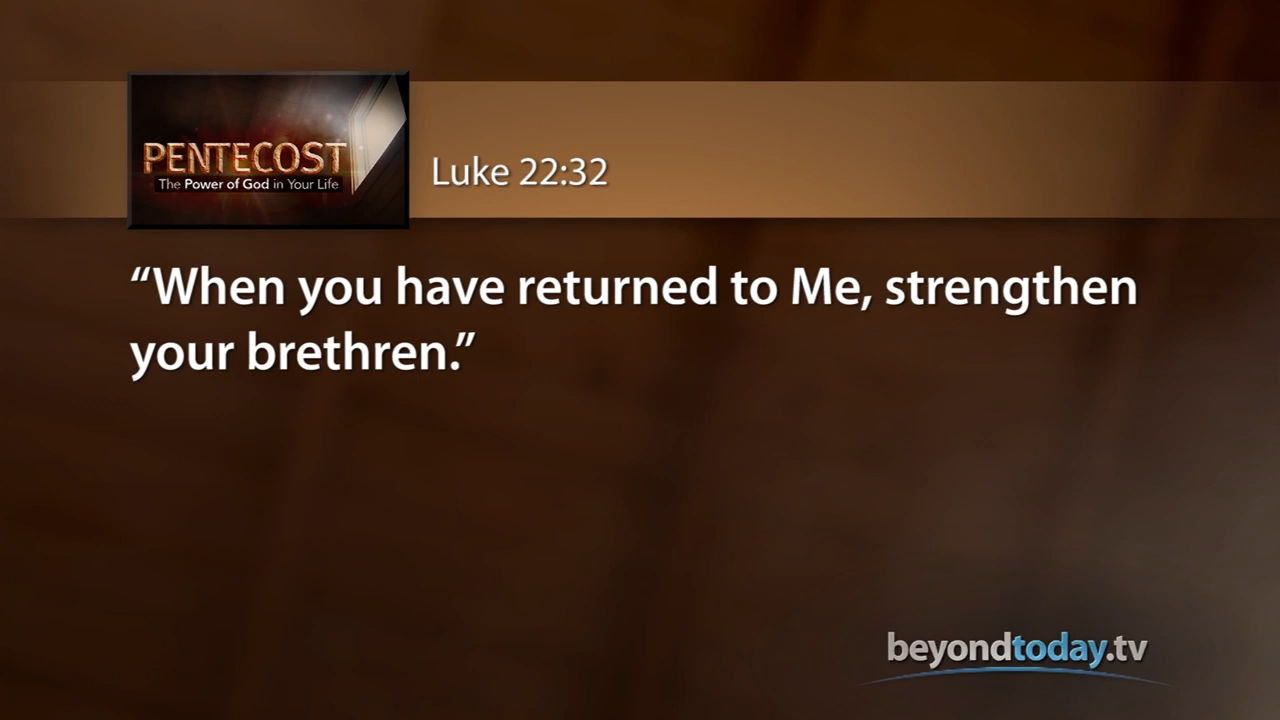 PENTECOST
The Power of God in Your Life
Luke 22:32
“When you have returned to Me, strengthen
your brethren.”
beyondtoday.tv